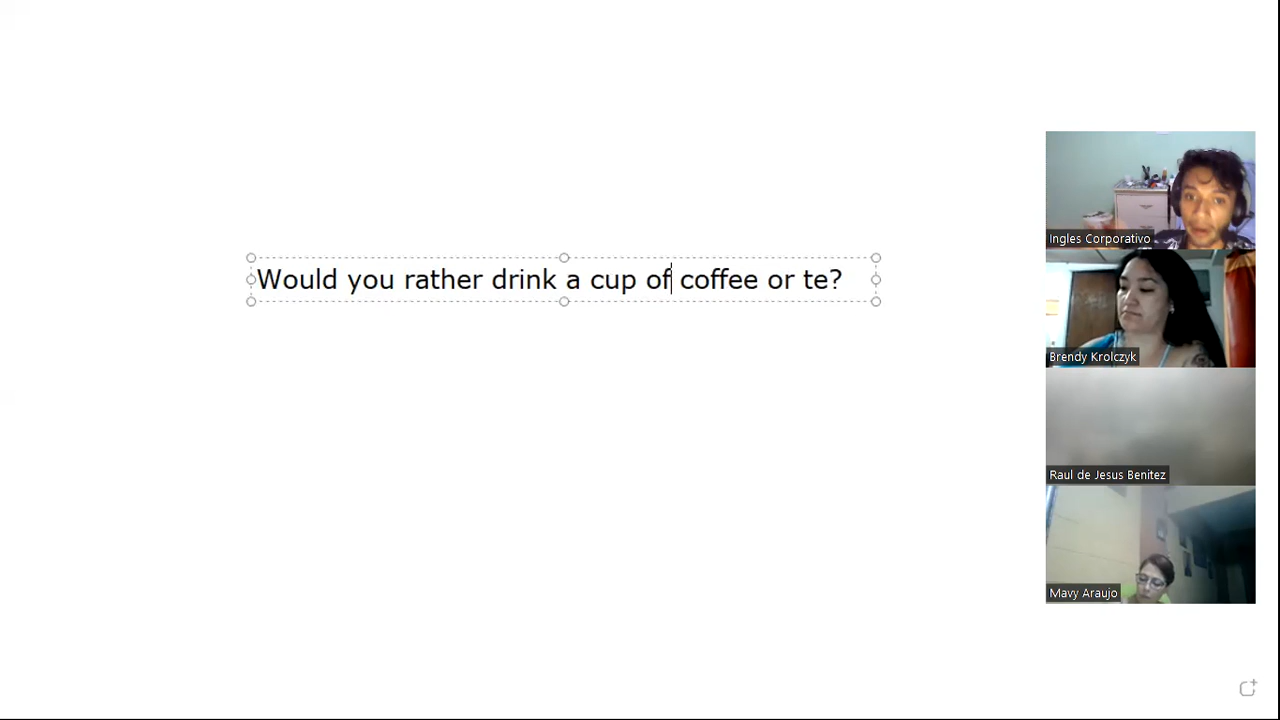 Would you rather drink a cup of coffee or te?
Ingles Corporativo
Brendy Krolczyk
Raul de Jesus Benitez
Mavy Araujo